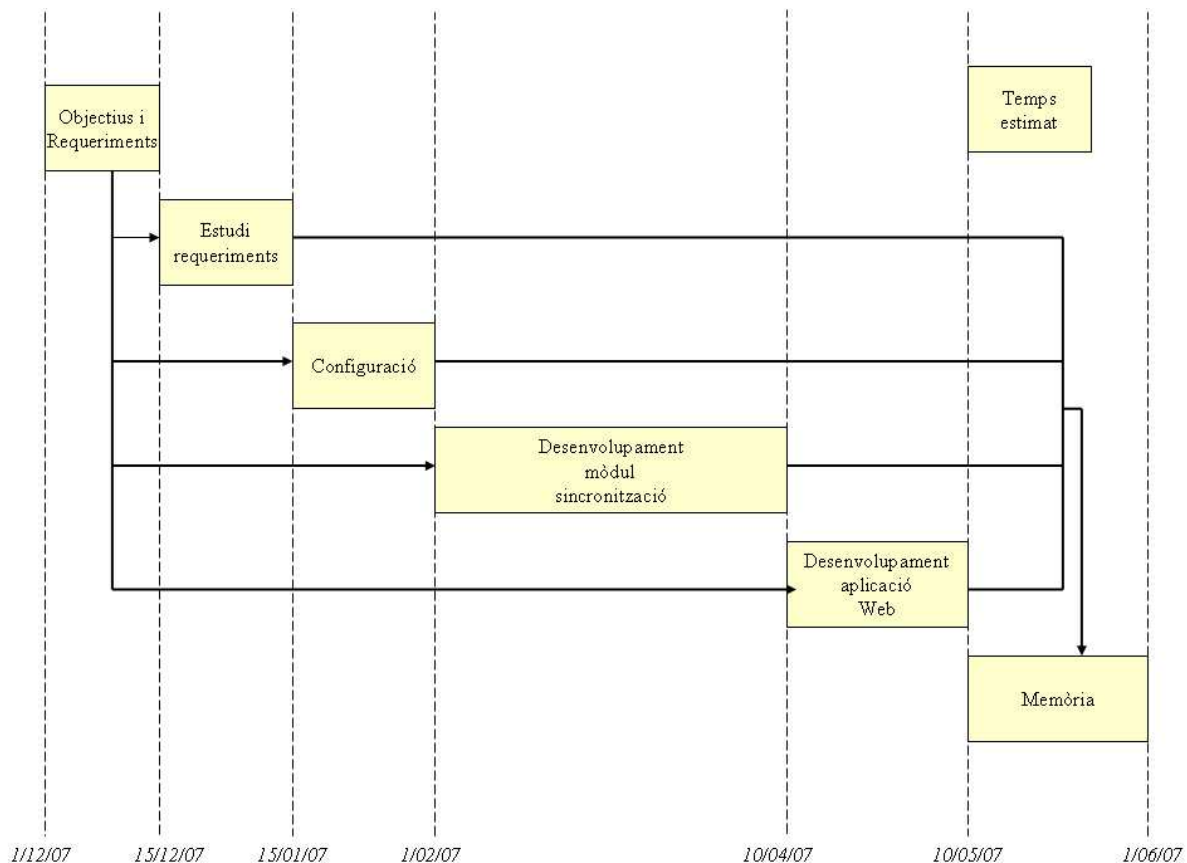 Objectius i
Requeriments
Temps
estimat
Estudi
requeriments
Configuració
Desenvolupament
mòdul
sincronització
Desenvolupament
aplicació
Web
Memòria
1/12/07
15/12/07
15/01/07
1/02/07
10/04/07
10/05/07
1/06/07